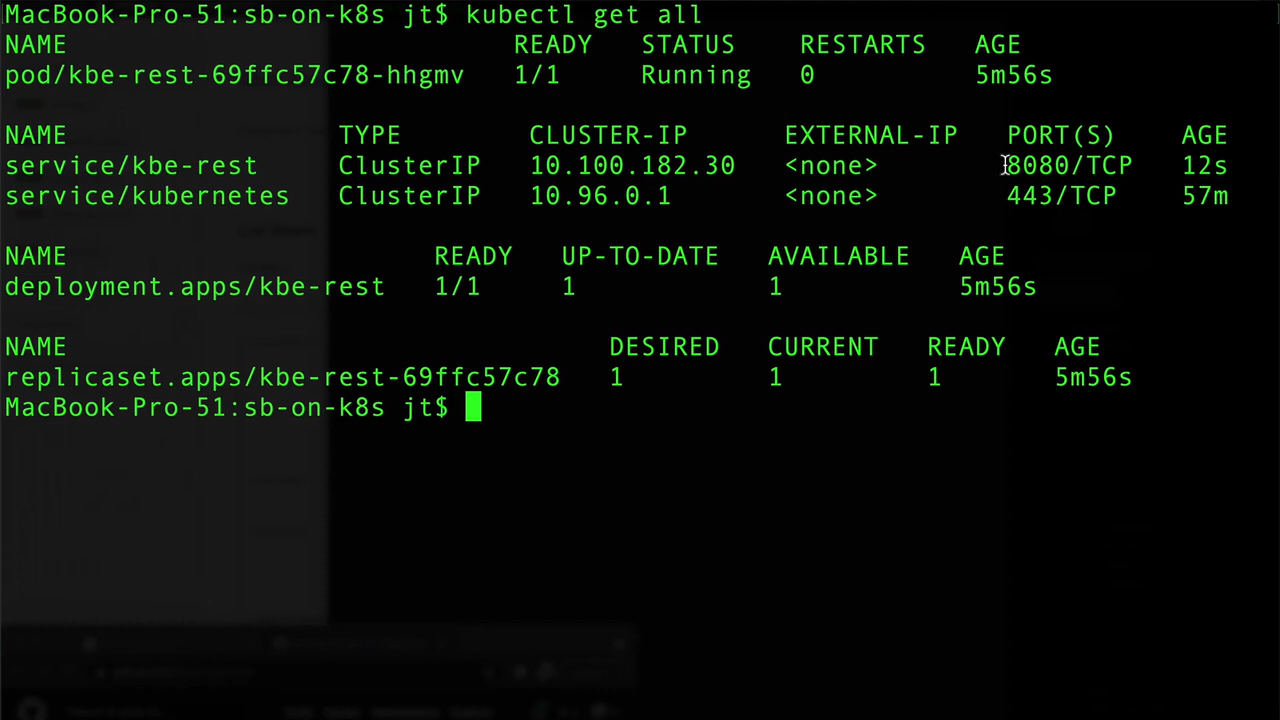 MacBook-Pro-51:sb-on-k8s jt$ kubectl get all
NAME READY STATUS RESTARTS AGE
pod/kbe-rest-69ffc57c78-hhgmv 1/1 Running 0 5m56s
NAME TYPE CLUSTER-IP EXTERNAL-IP PORT(S) AGE
service/kbe-rest ClusterIP 10.100.182.30 <none> 8080/TCP 12s
service/kubernetes ClusterIP 10.96.0.1 <none> 443/TCP 57m
NAME READY UP-TO-DATE AVAILABLE AGE
deployment.apps/kbe-rest 1/1 1 1 5m56s
NAME DESIRED CURRENT READY AGE
replicaset.apps/kbe-rest-69ffc57c78 1 1 1 5m56s
MacBook-Pro-51:sb-on-k8s jt$